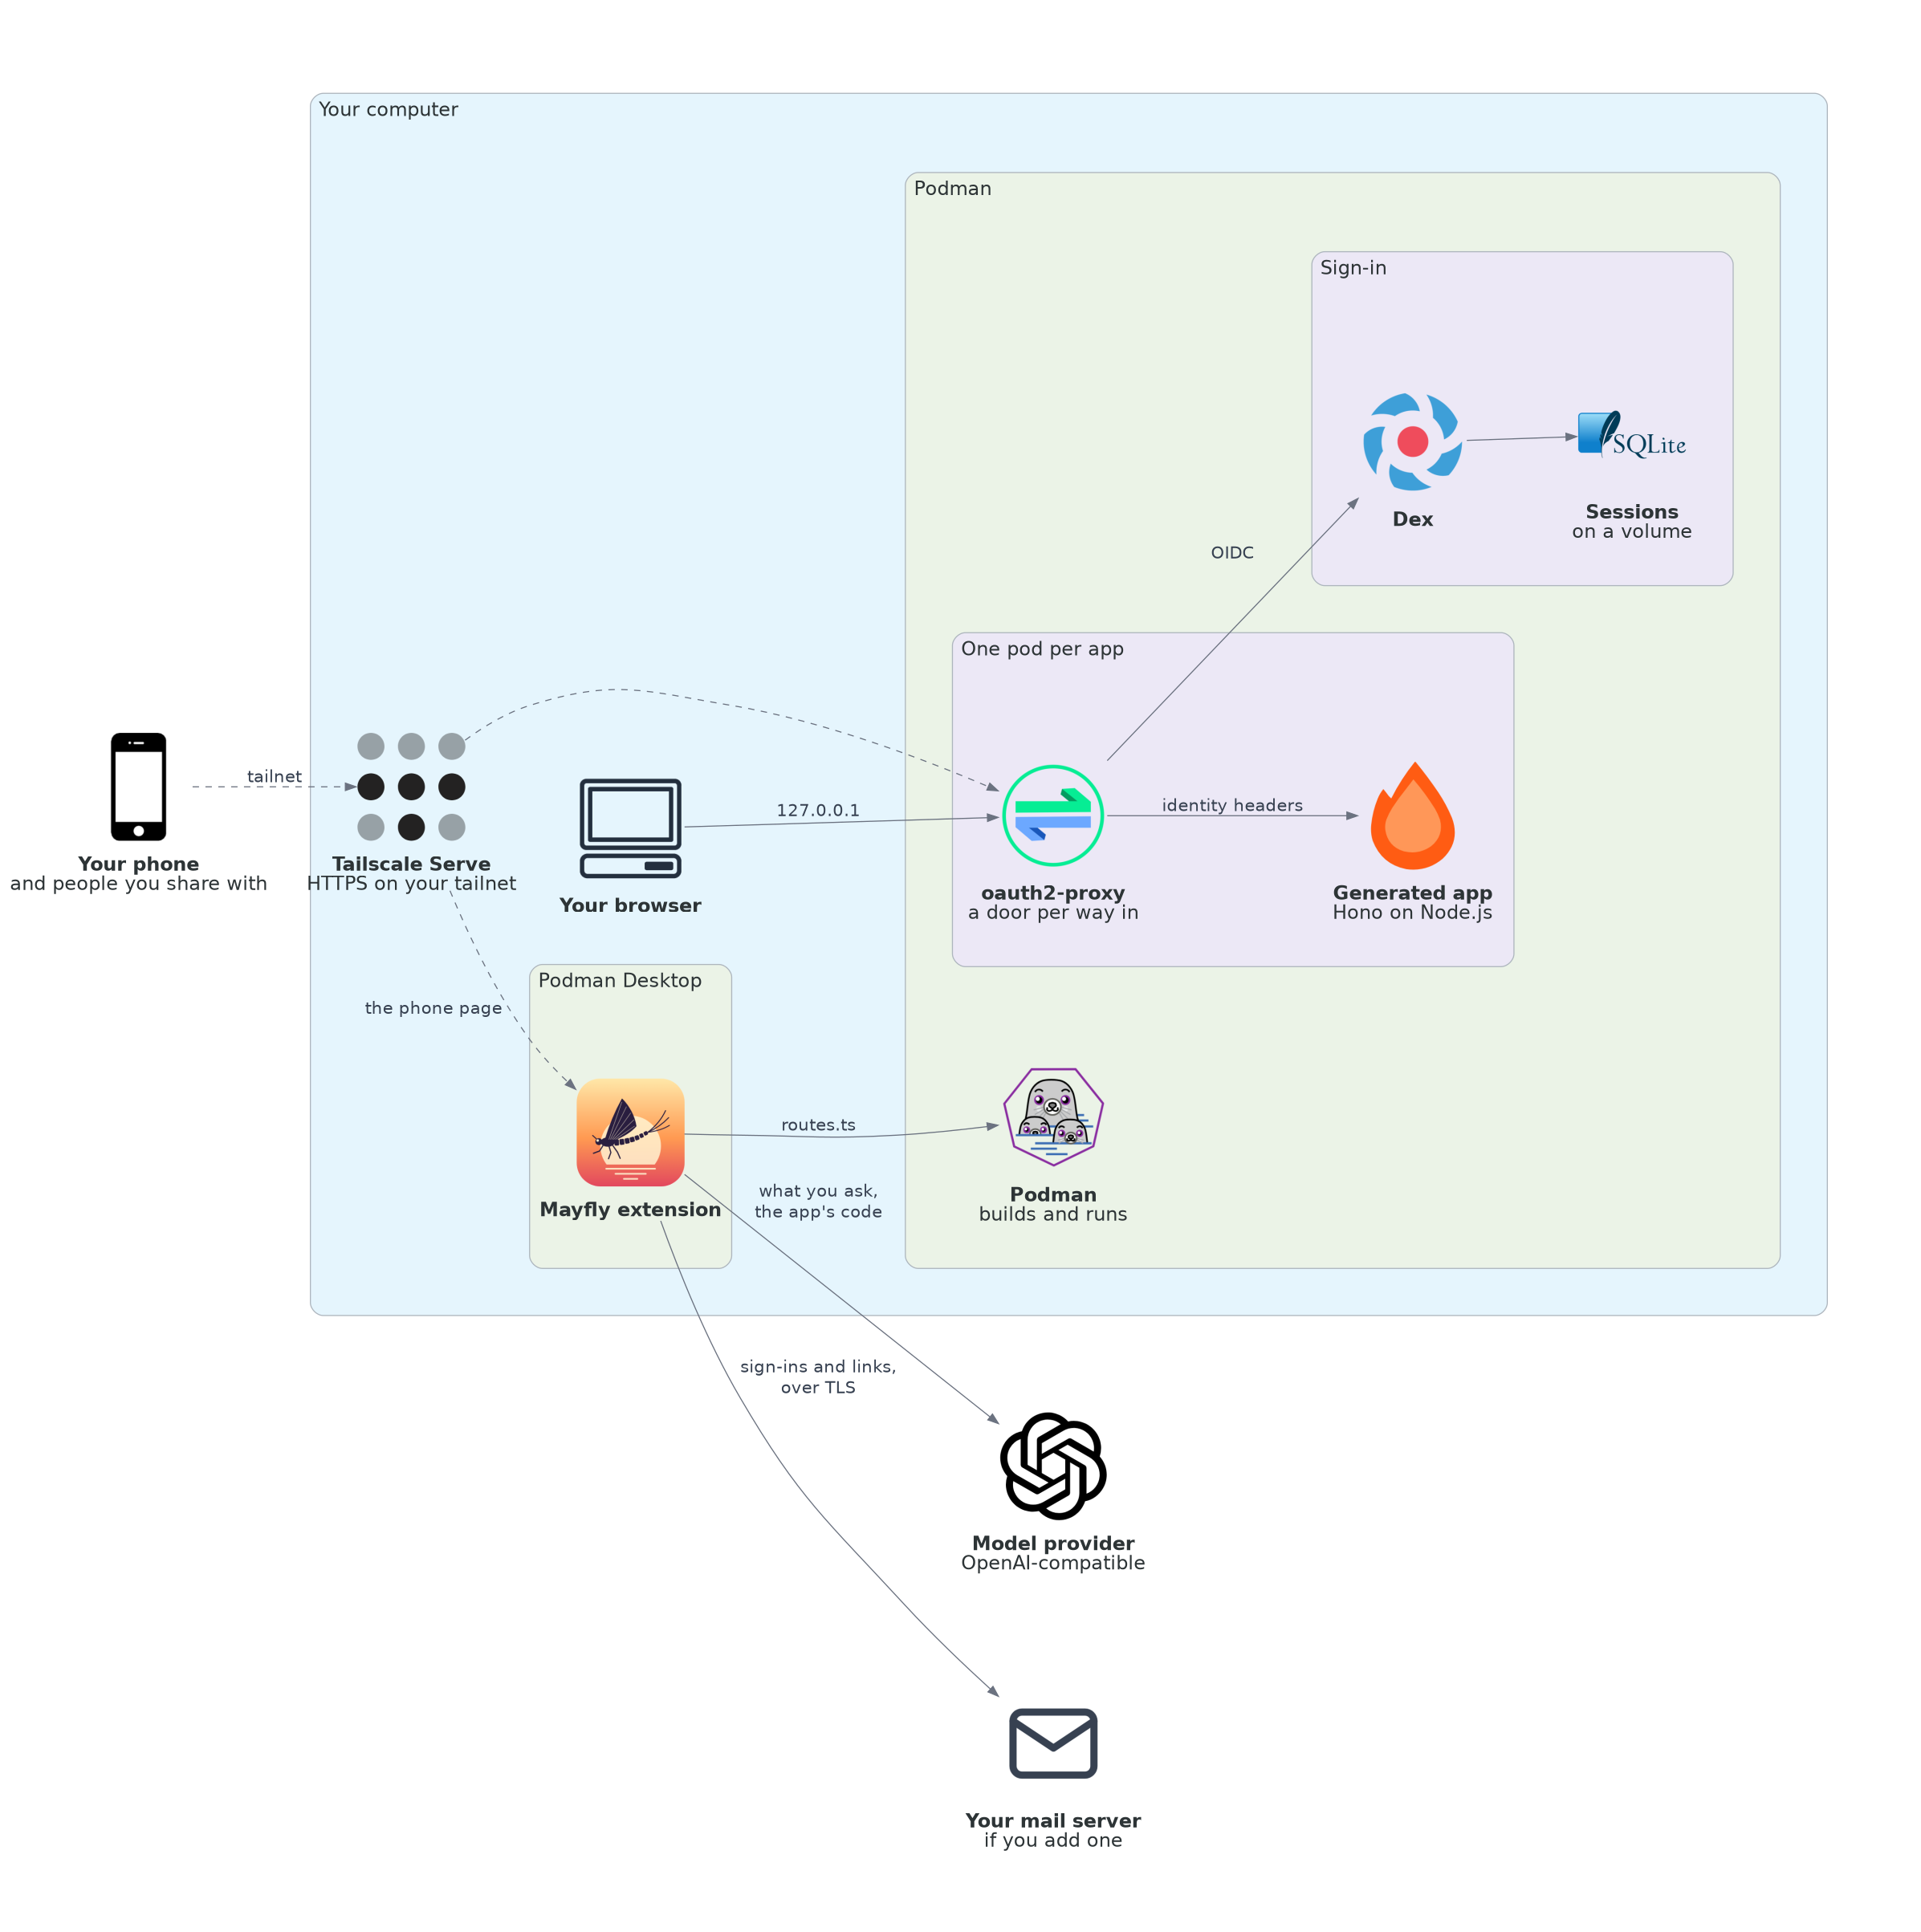 Your computer
Podman
Sign-in
SQLite
Dex
Sessions
on a volume
OIDC
One pod per app
tailnet
127.0.0.1
identity headers
Your phone
and people you share with
Tailscale Serve
HTTPS on your tailnet
Your browser
oauth2-proxy
a door per way in
Generated app
Hono on Node.js
Podman Desktop
the phone page
routes.ts
what you ask,
the app's code
Mayfly extension
Podman
builds and runs
sign-ins and links,
over TLS
Model provider
OpenAI-compatible
Your mail server
if you add one